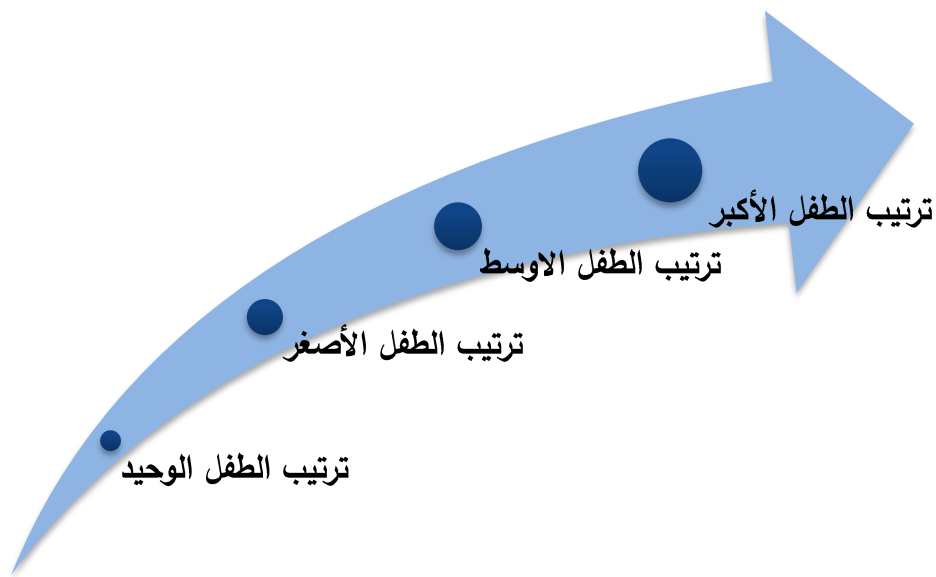 ترتيب الطفل الأكبر
ترتيب الطفل الاوسط
ترتيب الطفل الأصغر
ترتيب الطفل الوحيد